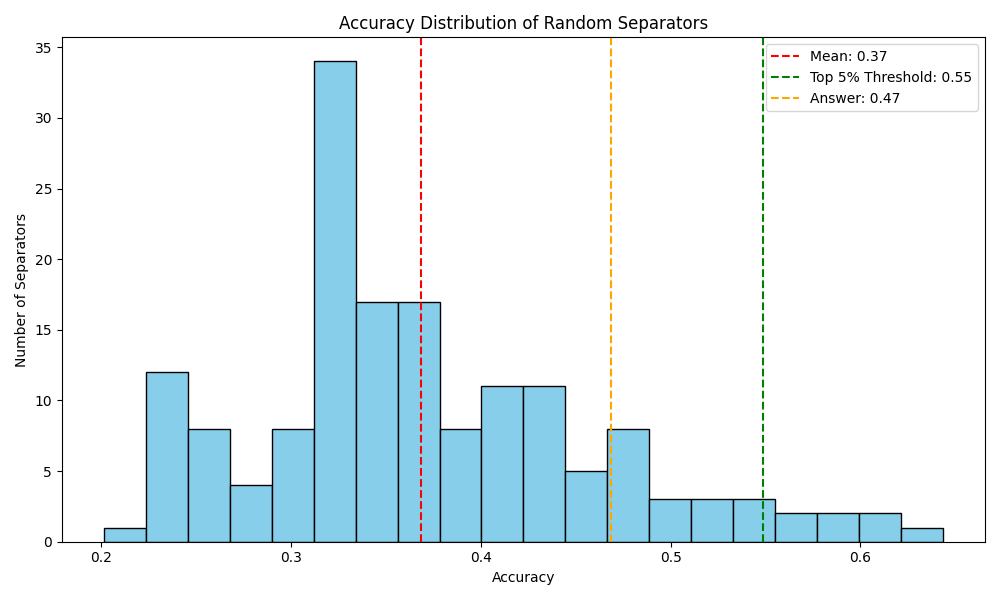 Accuracy Distribution of Random Separators
Mean: 0.37
Top 5% Threshold: 0.55
Answer: 0.47
Number of Separators
35
30
25
20
15
10
5
0
0.2 0.3 0.4 0.5 0.6
Accuracy